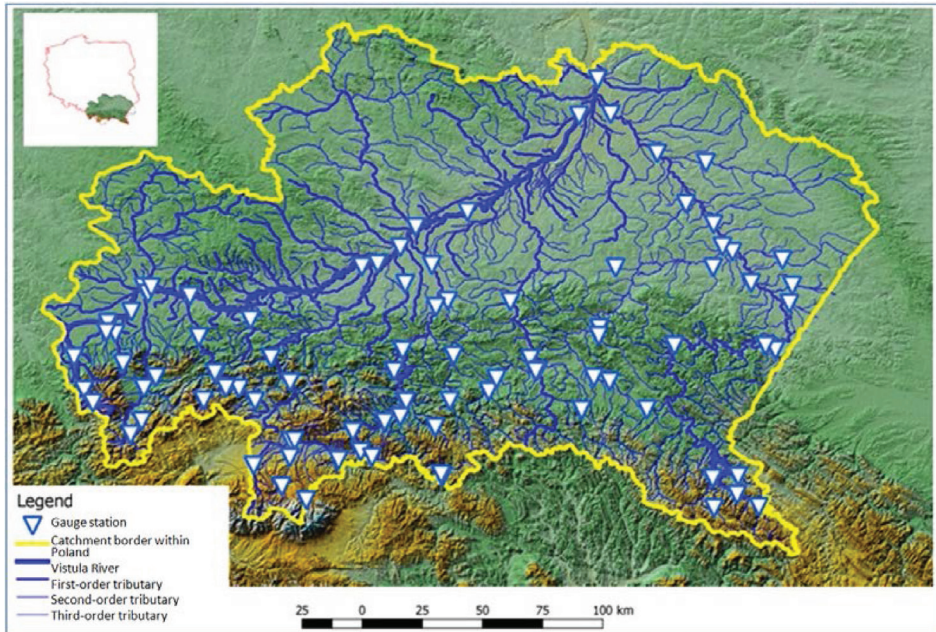 Legend
Gauge station
Catchment border within
Poland
Vistula River
First-order tributary
Second-order tributary
Third-order tributary
25 0 25 50 75 100 km